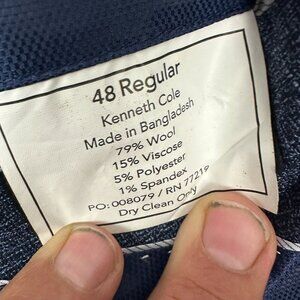 48 Regular
Kenneth Cole
Made in Bangladesh
79% Wool
15% Viscose
5% Polyester
1% Spandex
PO: 008079 / RN 77219
Dry Clean Only